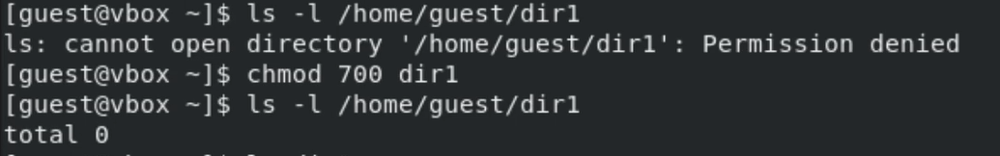 [guest@vbox ~]$ ls -l /home/guest/dir1
ls: cannot open directory '/home/guest/dir1': Permission denied
[guest@vbox ~]$ chmod 700 dir1
[guest@vbox ~]$ ls -l /home/guest/dir1
total 0